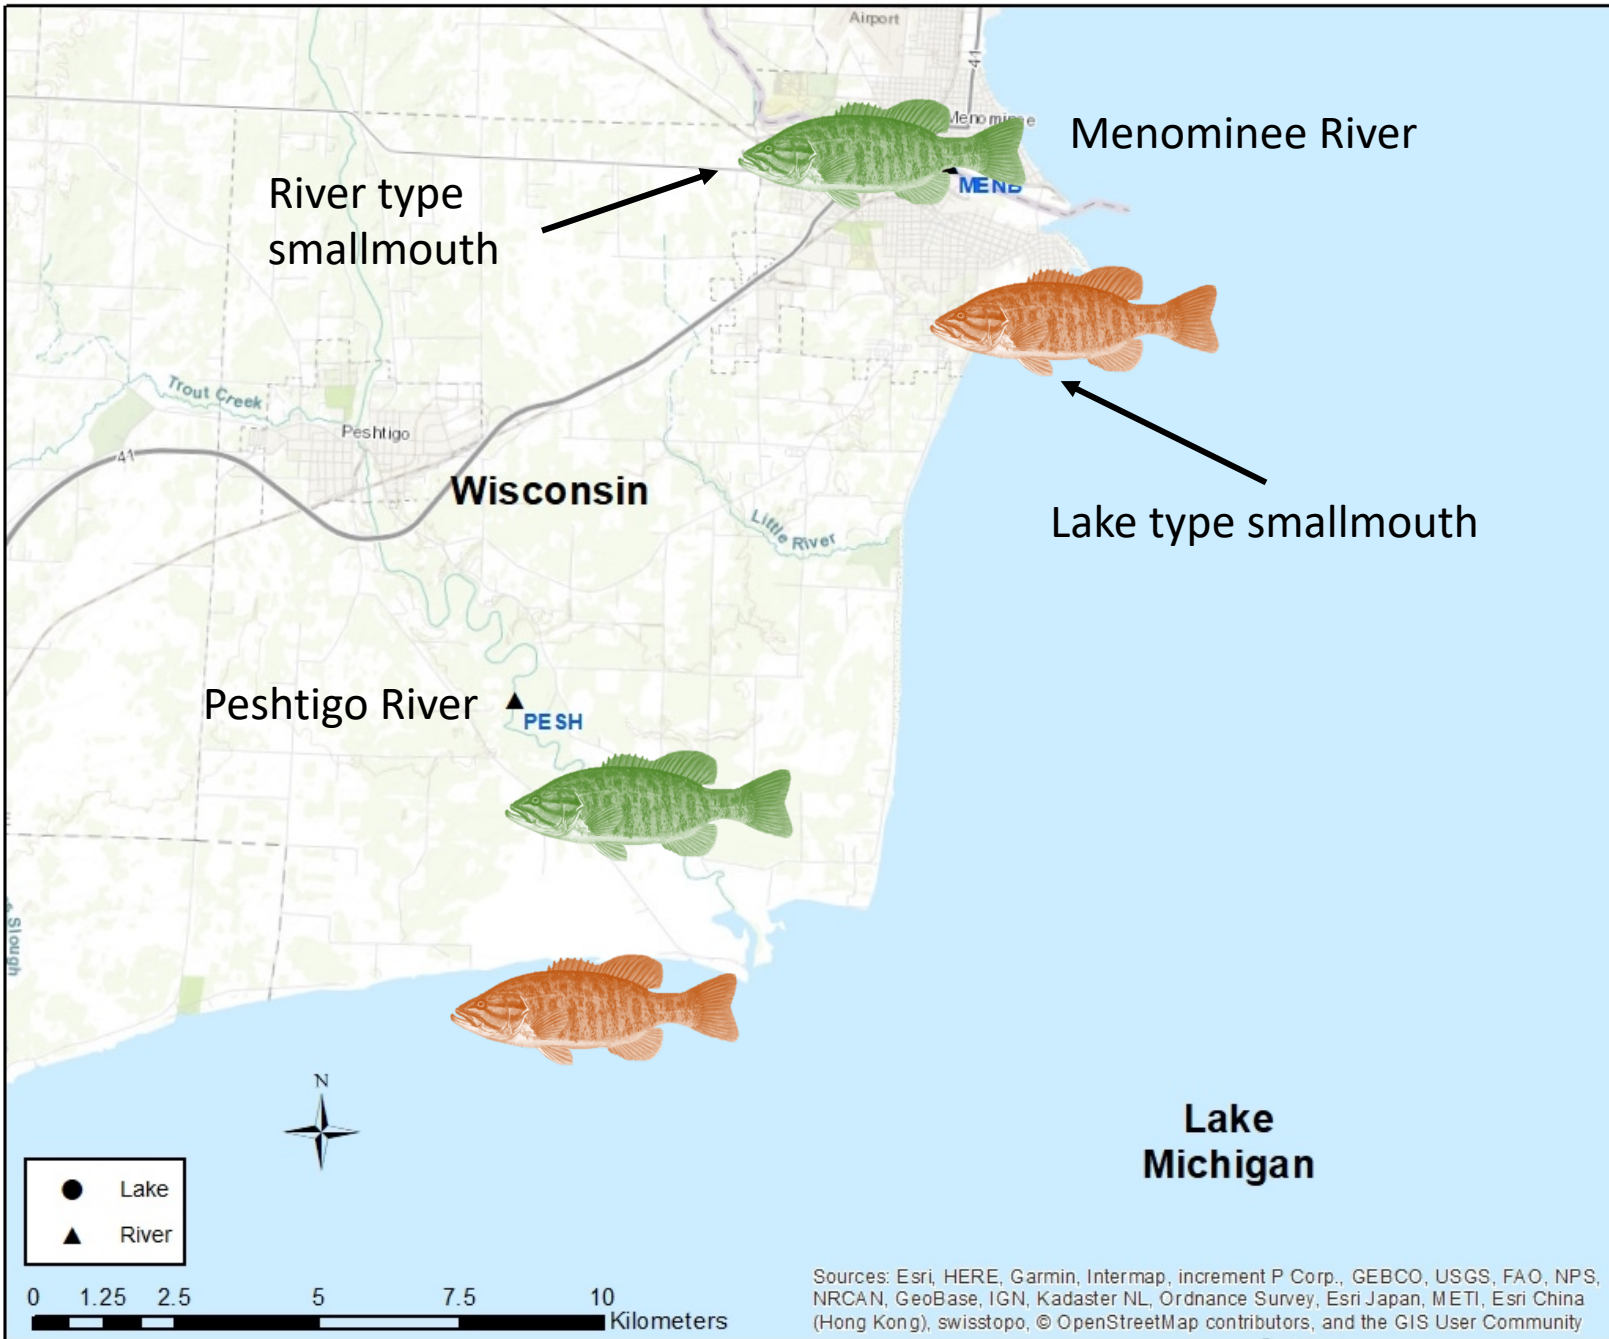 Airport
41
Menominee
Menominee River
MENB
River type
smallmouth
Trout Creek
Peshtigo
41
Wisconsin
Little River
Lake type smallmouth
Peshtigo River
PESH
Slough
N
Lake
Michigan
Lake
River
0 1.25 2.5 5 7.5 10
Kilometers
Sources: Esri, HERE, Garmin, Intermap, increment P Corp., GEBCO, USGS, FAO, NPS,
NRCAN, GeoBase, IGN, Kadaster NL, Ordnance Survey, Esri Japan, METI, Esri China
(Hong Kong), swisstopo, © OpenStreetMap contributors, and the GIS User Community